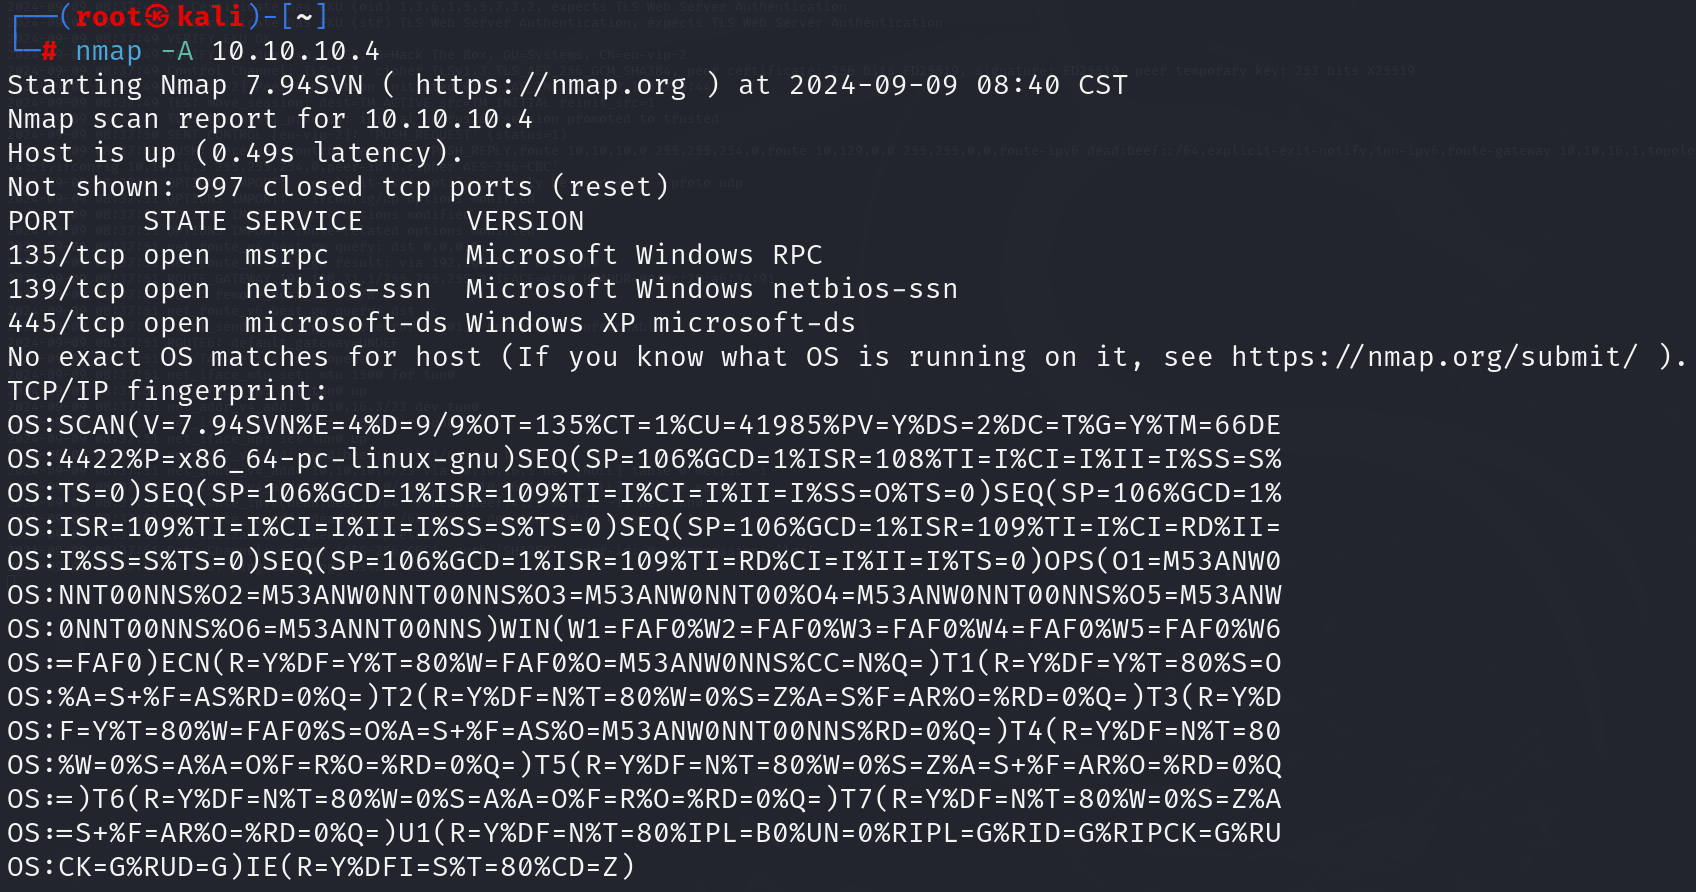 ┌──(root㉿kali)-[~]
└─# nmap -A 10.10.10.4
Starting Nmap 7.94SVN ( https://nmap.org ) at 2024-09-09 08:40 CST
Nmap scan report for 10.10.10.4
Host is up (0.49s latency).
Not shown: 997 closed tcp ports (reset)
PORT    STATE SERVICE      VERSION
135/tcp open  msrpc        Microsoft Windows RPC
139/tcp open  netbios-ssn  Microsoft Windows netbios-ssn
445/tcp open  microsoft-ds Windows XP microsoft-ds
No exact OS matches for host (If you know what OS is running on it, see https://nmap.org/submit/ ).
TCP/IP fingerprint:
OS:SCAN(V=7.94SVN%E=4%D=9/9%OT=135%CT=1%CU=41985%PV=Y%DS=2%DC=T%G=Y%TM=66DE
OS:4422%P=x86_64-pc-linux-gnu)SEQ(SP=106%GCD=1%ISR=108%TI=I%CI=I%II=I%SS=S%
OS:TS=0)SEQ(SP=106%GCD=1%ISR=109%TI=I%CI=I%II=I%SS=O%TS=0)SEQ(SP=106%GCD=1%
OS:ISR=109%TI=I%CI=I%II=I%SS=S%TS=0)SEQ(SP=106%GCD=1%ISR=109%TI=I%CI=RD%II=
OS:I%SS=S%TS=0)SEQ(SP=106%GCD=1%ISR=109%TI=RD%CI=I%II=I%TS=0)OPS(O1=M53ANW0
OS:NNT00NNS%O2=M53ANW0NNT00NNS%O3=M53ANW0NNT00%O4=M53ANW0NNT00NNS%O5=M53ANW
OS:0NNT00NNS%O6=M53ANNT00NNS)WIN(W1=FAF0%W2=FAF0%W3=FAF0%W4=FAF0%W5=FAF0%W6
OS:=FAF0)ECN(R=Y%DF=Y%T=80%W=FAF0%O=M53ANW0NNS%CC=N%Q=)T1(R=Y%DF=Y%T=80%S=O
OS:%A=S+%F=AS%RD=0%Q=)T2(R=Y%DF=N%T=80%W=0%S=Z%A=S%F=AR%O=%RD=0%Q=)T3(R=Y%D
OS:F=Y%T=80%W=FAF0%S=O%A=S+%F=AS%O=M53ANW0NNT00NNS%RD=0%Q=)T4(R=Y%DF=N%T=80
OS:%W=0%S=A%A=O%F=R%O=%RD=0%Q=)T5(R=Y%DF=N%T=80%W=0%S=Z%A=S+%F=AR%O=%RD=0%Q
OS:=)T6(R=Y%DF=N%T=80%W=0%S=A%A=O%F=R%O=%RD=0%Q=)T7(R=Y%DF=N%T=80%W=0%S=Z%A
OS:=S+%F=AR%O=%RD=0%Q=)U1(R=Y%DF=N%T=80%IPL=B0%UN=0%RIPL=G%RID=G%RIPCK=G%RU
OS:CK=G%RUD=G)IE(R=Y%DFI=S%T=80%CD=Z)